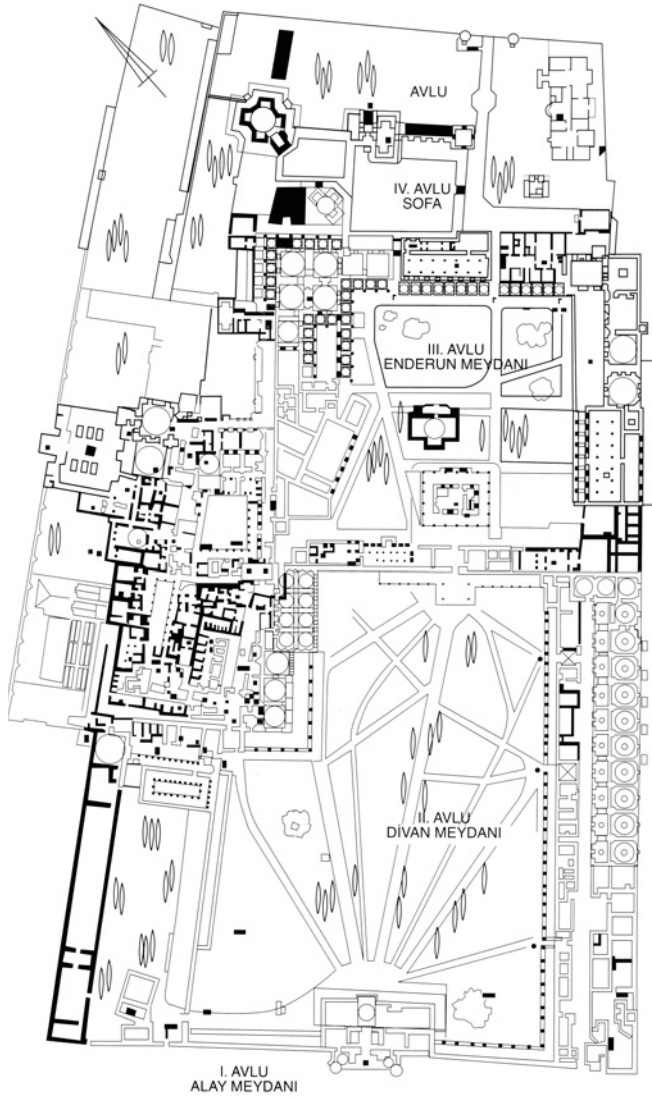 AVLU
IV. AVLU
SOFA
III. AVLU
ENDERUN MEYDANI
II. AVLU
DİVAN MEYDANI
I. AVLU
ALAY MEYDANI